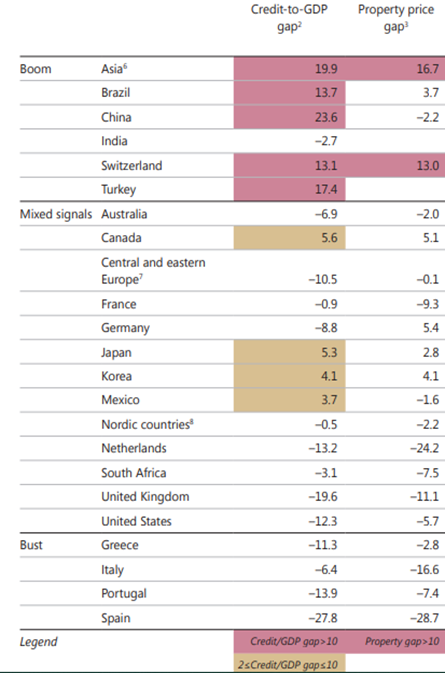 Credit-to-GDP gap² Property price gap³
Boom Asia⁶ 19.9 16.7
Brazil 13.7 3.7
China 23.6 –2.2
India –2.7
Switzerland 13.1 13.0
Turkey 17.4
Mixed signals Australia –6.9 –2.0
Canada 5.6 5.1
Central and eastern
Europe⁷ –10.5 –0.1
France –0.9 –9.3
Germany –8.8 5.4
Japan 5.3 2.8
Korea 4.1 4.1
Mexico 3.7 –1.6
Nordic countries⁸ –0.5 –2.2
Netherlands –13.2 –24.2
South Africa –3.1 –7.5
United Kingdom –19.6 –11.1
United States –12.3 –5.7
Bust Greece –11.3 –2.8
Italy –6.4 –16.6
Portugal –13.9 –7.4
Spain –27.8 –28.7
Legend Credit/GDP gap>10 Property gap>10
2≤Credit/GDP gap≤10